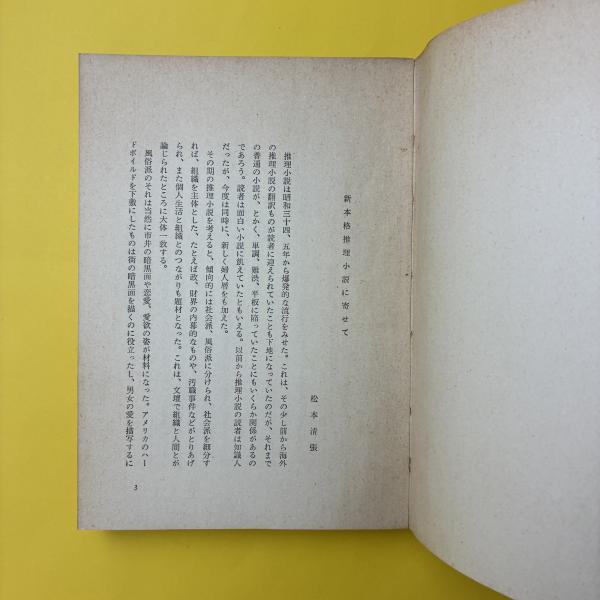 新本格推理小説に寄せて
松本清張
推理小説は昭和三十四、五年から爆発的な流行をみせた。これは、その少し前から海外
の推理小説の翻訳ものが読者に迎えられていたことも下地になっていたのだが、それまで
の普通の小説が、とかく、単調、難渋、平板に陥っていたことにもいくらか関係があるの
であろう。読者は面白い小説に飢えていたともいえる。以前から推理小説の読者は知識人
だったが、今度は同時に、新しく婦人層をも加えた。
その期の推理小説を考えると、傾向的には社会派、風俗派に分けられ、社会派を細分す
れば、組織を主体とした、たとえば政、財界の内幕的なものや、汚職事件などがとりあげ
られ、また個人生活と組織とのつながりも題材となった。これは、文壇で組織と人間とが
論じられたところに大体一致する。
風俗派のそれは当然に市井の暗黒面や恋愛、愛欲の姿が材料になった。アメリカのハー
ドボイルドを下敷にしたものは街の暗黒面を描くのに役立ったし、男女の愛を描写するに
3